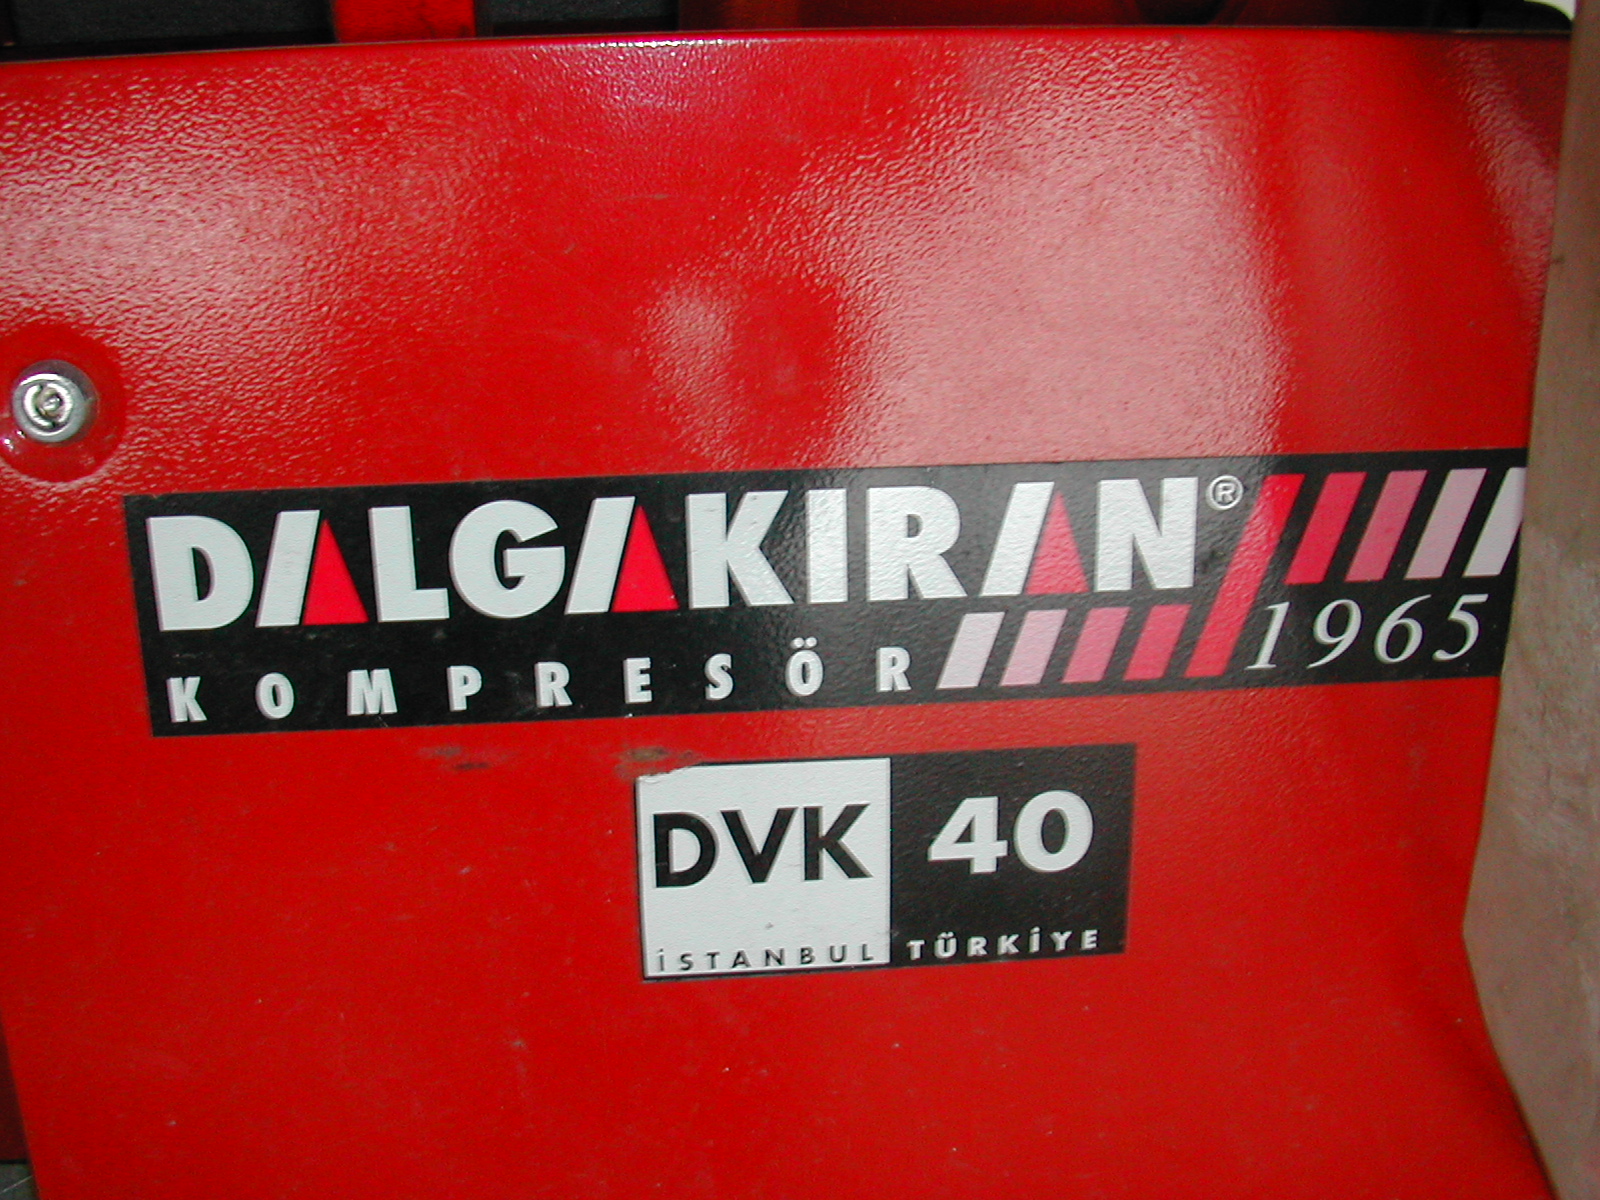 DALGAKIRAN®
KOMPRESÖR 1965
DVK 40
İSTANBUL TÜRKİYE